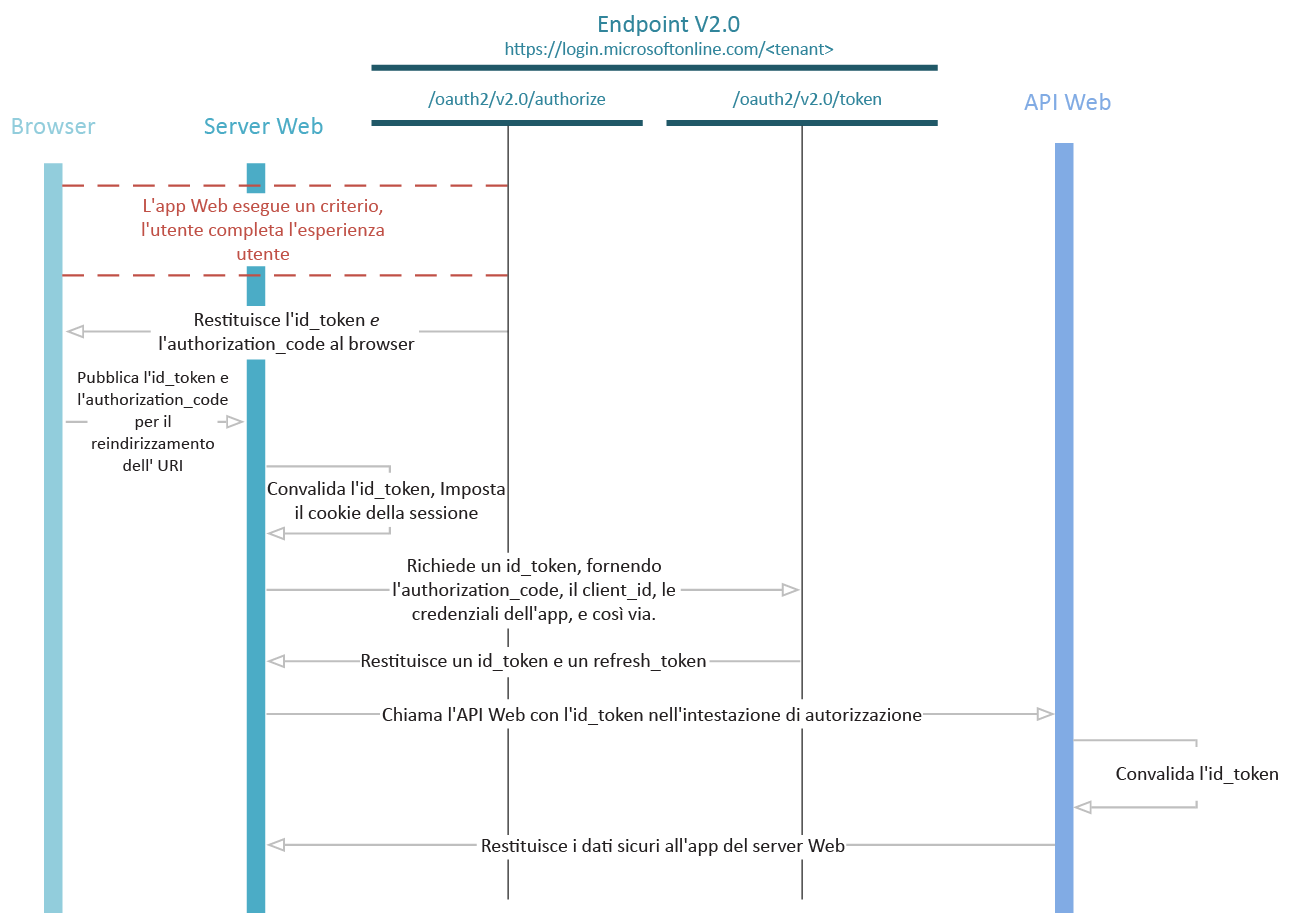 Endpoint V2.0
https://login.microsoftonline.com/<tenant>
/oauth2/v2.0/authorize
/oauth2/v2.0/token
API Web
Browser
Server Web
L'app Web esegue un criterio,
l'utente completa l'esperienza
utente
Restituisce l'id_token e
l'authorization_code al browser
Pubblica l'id_token e
l'authorization_code
per il
reindirizzamento
dell' URI
Convalida l'id_token, Imposta
il cookie della sessione
Richiede un id_token, fornendo
l'authorization_code, il client_id, le
credenziali dell'app, e così via.
Restituisce un id_token e un refresh_token
Chiama l'API Web con l'id_token nell'intestazione di autorizzazione
Convalida l'id_token
Restituisce i dati sicuri all'app del server Web